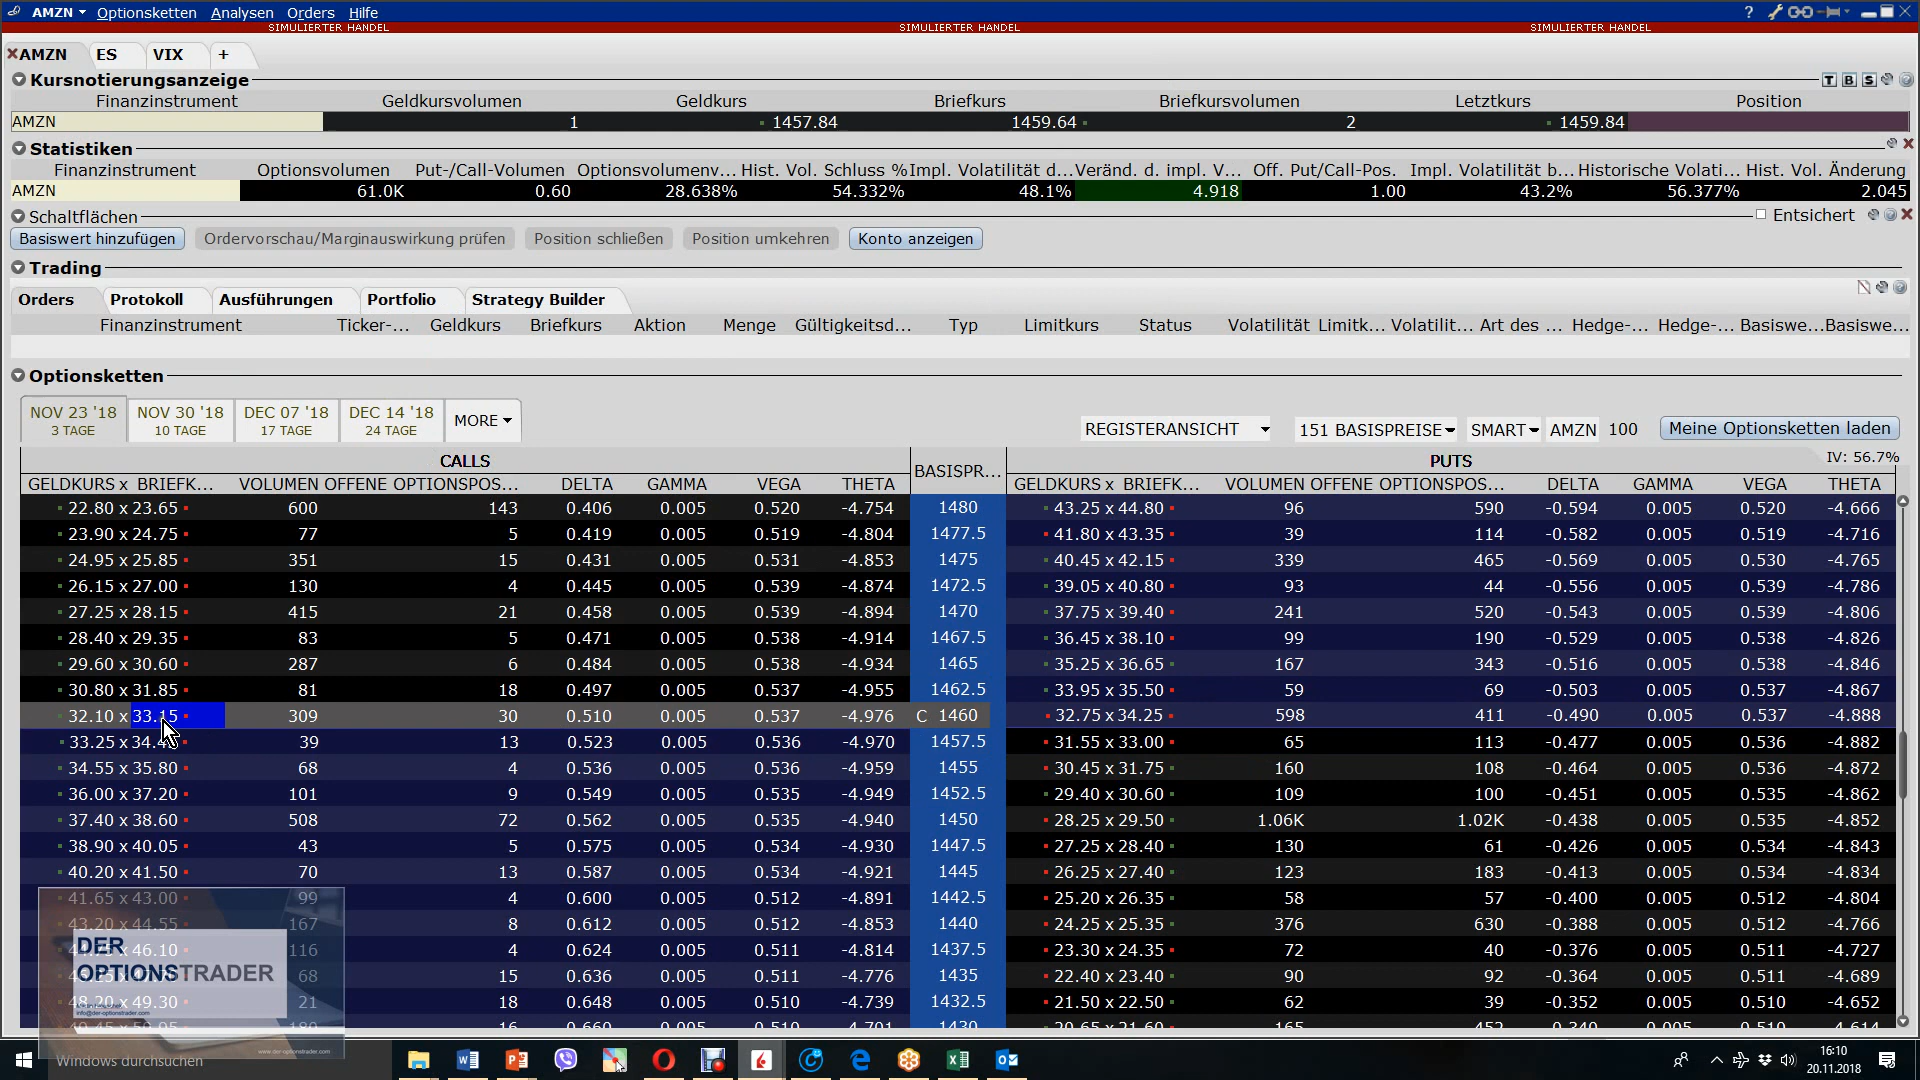 AMZN Optionsketten Analysen Orders Hilfe ?
SIMULIERTER HANDEL SIMULIERTER HANDEL SIMULIERTER HANDEL
AMZN ES VIX +
Kursnotierungsanzeige T B S
Finanzinstrument Geldkursvolumen Geldkurs Briefkurs Briefkursvolumen Letztkurs Position
AMZN 1 1457.84 1459.64 2 1459.84
Statistiken
Finanzinstrument Optionsvolumen Put-/Call-Volumen Optionsvolumenv... Hist. Vol. Schluss % Impl. Volatilität d... Veränd. d. impl. V... Off. Put/Call-Pos. Impl. Volatilität b... Historische Volati... Hist. Vol. Änderung
AMZN 61.0K 0.60 28.638% 54.332% 48.1% 4.918 1.00 43.2% 56.377% 2.045
Schaltflächen Entsichert
Basiswert hinzufügen Ordervorschau/Marginauswirkung prüfen Position schließen Position umkehren Konto anzeigen
Trading
Orders Protokoll Ausführungen Portfolio Strategy Builder
Finanzinstrument Ticker-... Geldkurs Briefkurs Aktion Menge Gültigkeitsd... Typ Limitkurs Status Volatilität Limitk... Volatilit... Art des ... Hedge-... Hedge-... Basiswe... Basiswe...
Optionsketten
NOV 23 '18 NOV 30 '18 DEC 07 '18 DEC 14 '18 MORE
3 TAGE 10 TAGE 17 TAGE 24 TAGE
REGISTERANSICHT 151 BASISPREISE SMART AMZN 100 Meine Optionsketten laden
CALLS BASISPR... PUTS IV: 56.7%
GELDKURS x BRIEFK... VOLUMEN OFFENE OPTIONSPOS... DELTA GAMMA VEGA THETA GELDKURS x BRIEFK... VOLUMEN OFFENE OPTIONSPOS... DELTA GAMMA VEGA THETA
22.80 x 23.65 600 143 0.406 0.005 0.520 -4.754 1480 43.25 x 44.80 96 590 -0.594 0.005 0.520 -4.666
23.90 x 24.75 77 5 0.419 0.005 0.519 -4.804 1477.5 41.80 x 43.35 39 114 -0.582 0.005 0.519 -4.716
24.95 x 25.85 351 15 0.431 0.005 0.531 -4.853 1475 40.45 x 42.15 339 465 -0.569 0.005 0.530 -4.765
26.15 x 27.00 130 4 0.445 0.005 0.539 -4.874 1472.5 39.05 x 40.80 93 44 -0.556 0.005 0.539 -4.786
27.25 x 28.15 415 21 0.458 0.005 0.539 -4.894 1470 37.75 x 39.40 241 520 -0.543 0.005 0.539 -4.806
28.40 x 29.35 83 5 0.471 0.005 0.538 -4.914 1467.5 36.45 x 38.10 99 190 -0.529 0.005 0.538 -4.826
29.60 x 30.60 287 6 0.484 0.005 0.538 -4.934 1465 35.25 x 36.65 167 343 -0.516 0.005 0.538 -4.846
30.80 x 31.85 81 18 0.497 0.005 0.537 -4.955 1462.5 33.95 x 35.50 59 69 -0.503 0.005 0.537 -4.867
32.10 x 33.15 309 30 0.510 0.005 0.537 -4.976 C 1460 32.75 x 34.25 598 411 -0.490 0.005 0.537 -4.888
33.25 x 39 13 0.523 0.005 0.536 -4.970 1457.5 31.55 x 33.00 65 113 -0.477 0.005 0.536 -4.882
34.55 x 35.80 68 4 0.536 0.005 0.536 -4.959 1455 30.45 x 31.75 160 108 -0.464 0.005 0.536 -4.872
36.00 x 37.20 101 9 0.549 0.005 0.535 -4.949 1452.5 29.40 x 30.60 109 100 -0.451 0.005 0.535 -4.862
37.40 x 38.60 508 72 0.562 0.005 0.535 -4.940 1450 28.25 x 29.50 1.06K 1.02K -0.438 0.005 0.535 -4.852
38.90 x 40.05 43 5 0.575 0.005 0.534 -4.930 1447.5 27.25 x 28.40 130 61 -0.426 0.005 0.534 -4.843
40.20 x 41.50 70 13 0.587 0.005 0.534 -4.921 1445 26.25 x 27.40 123 183 -0.413 0.005 0.534 -4.834
41.65 x 43.00 99 4 0.600 0.005 0.512 -4.891 1442.5 25.20 x 26.35 58 57 -0.400 0.005 0.512 -4.804
43.20 x 44.55 167 8 0.612 0.005 0.512 -4.853 1440 24.25 x 25.35 376 630 -0.388 0.005 0.512 -4.766
46.10 116 4 0.624 0.005 0.511 -4.814 1437.5 23.30 x 24.35 72 40 -0.376 0.005 0.511 -4.727
68 15 0.636 0.005 0.511 -4.776 1435 22.40 x 23.40 90 92 -0.364 0.005 0.511 -4.689
48.20 x 49.30 21 18 0.648 0.005 0.510 -4.739 1432.5 21.50 x 22.50 62 39 -0.352 0.005 0.510 -4.652
1430
DER
OPTIONSTRADER
info@der-optionstrader.com
www.der-optionstrader.com
Windows durchsuchen
16:10
20.11.2018